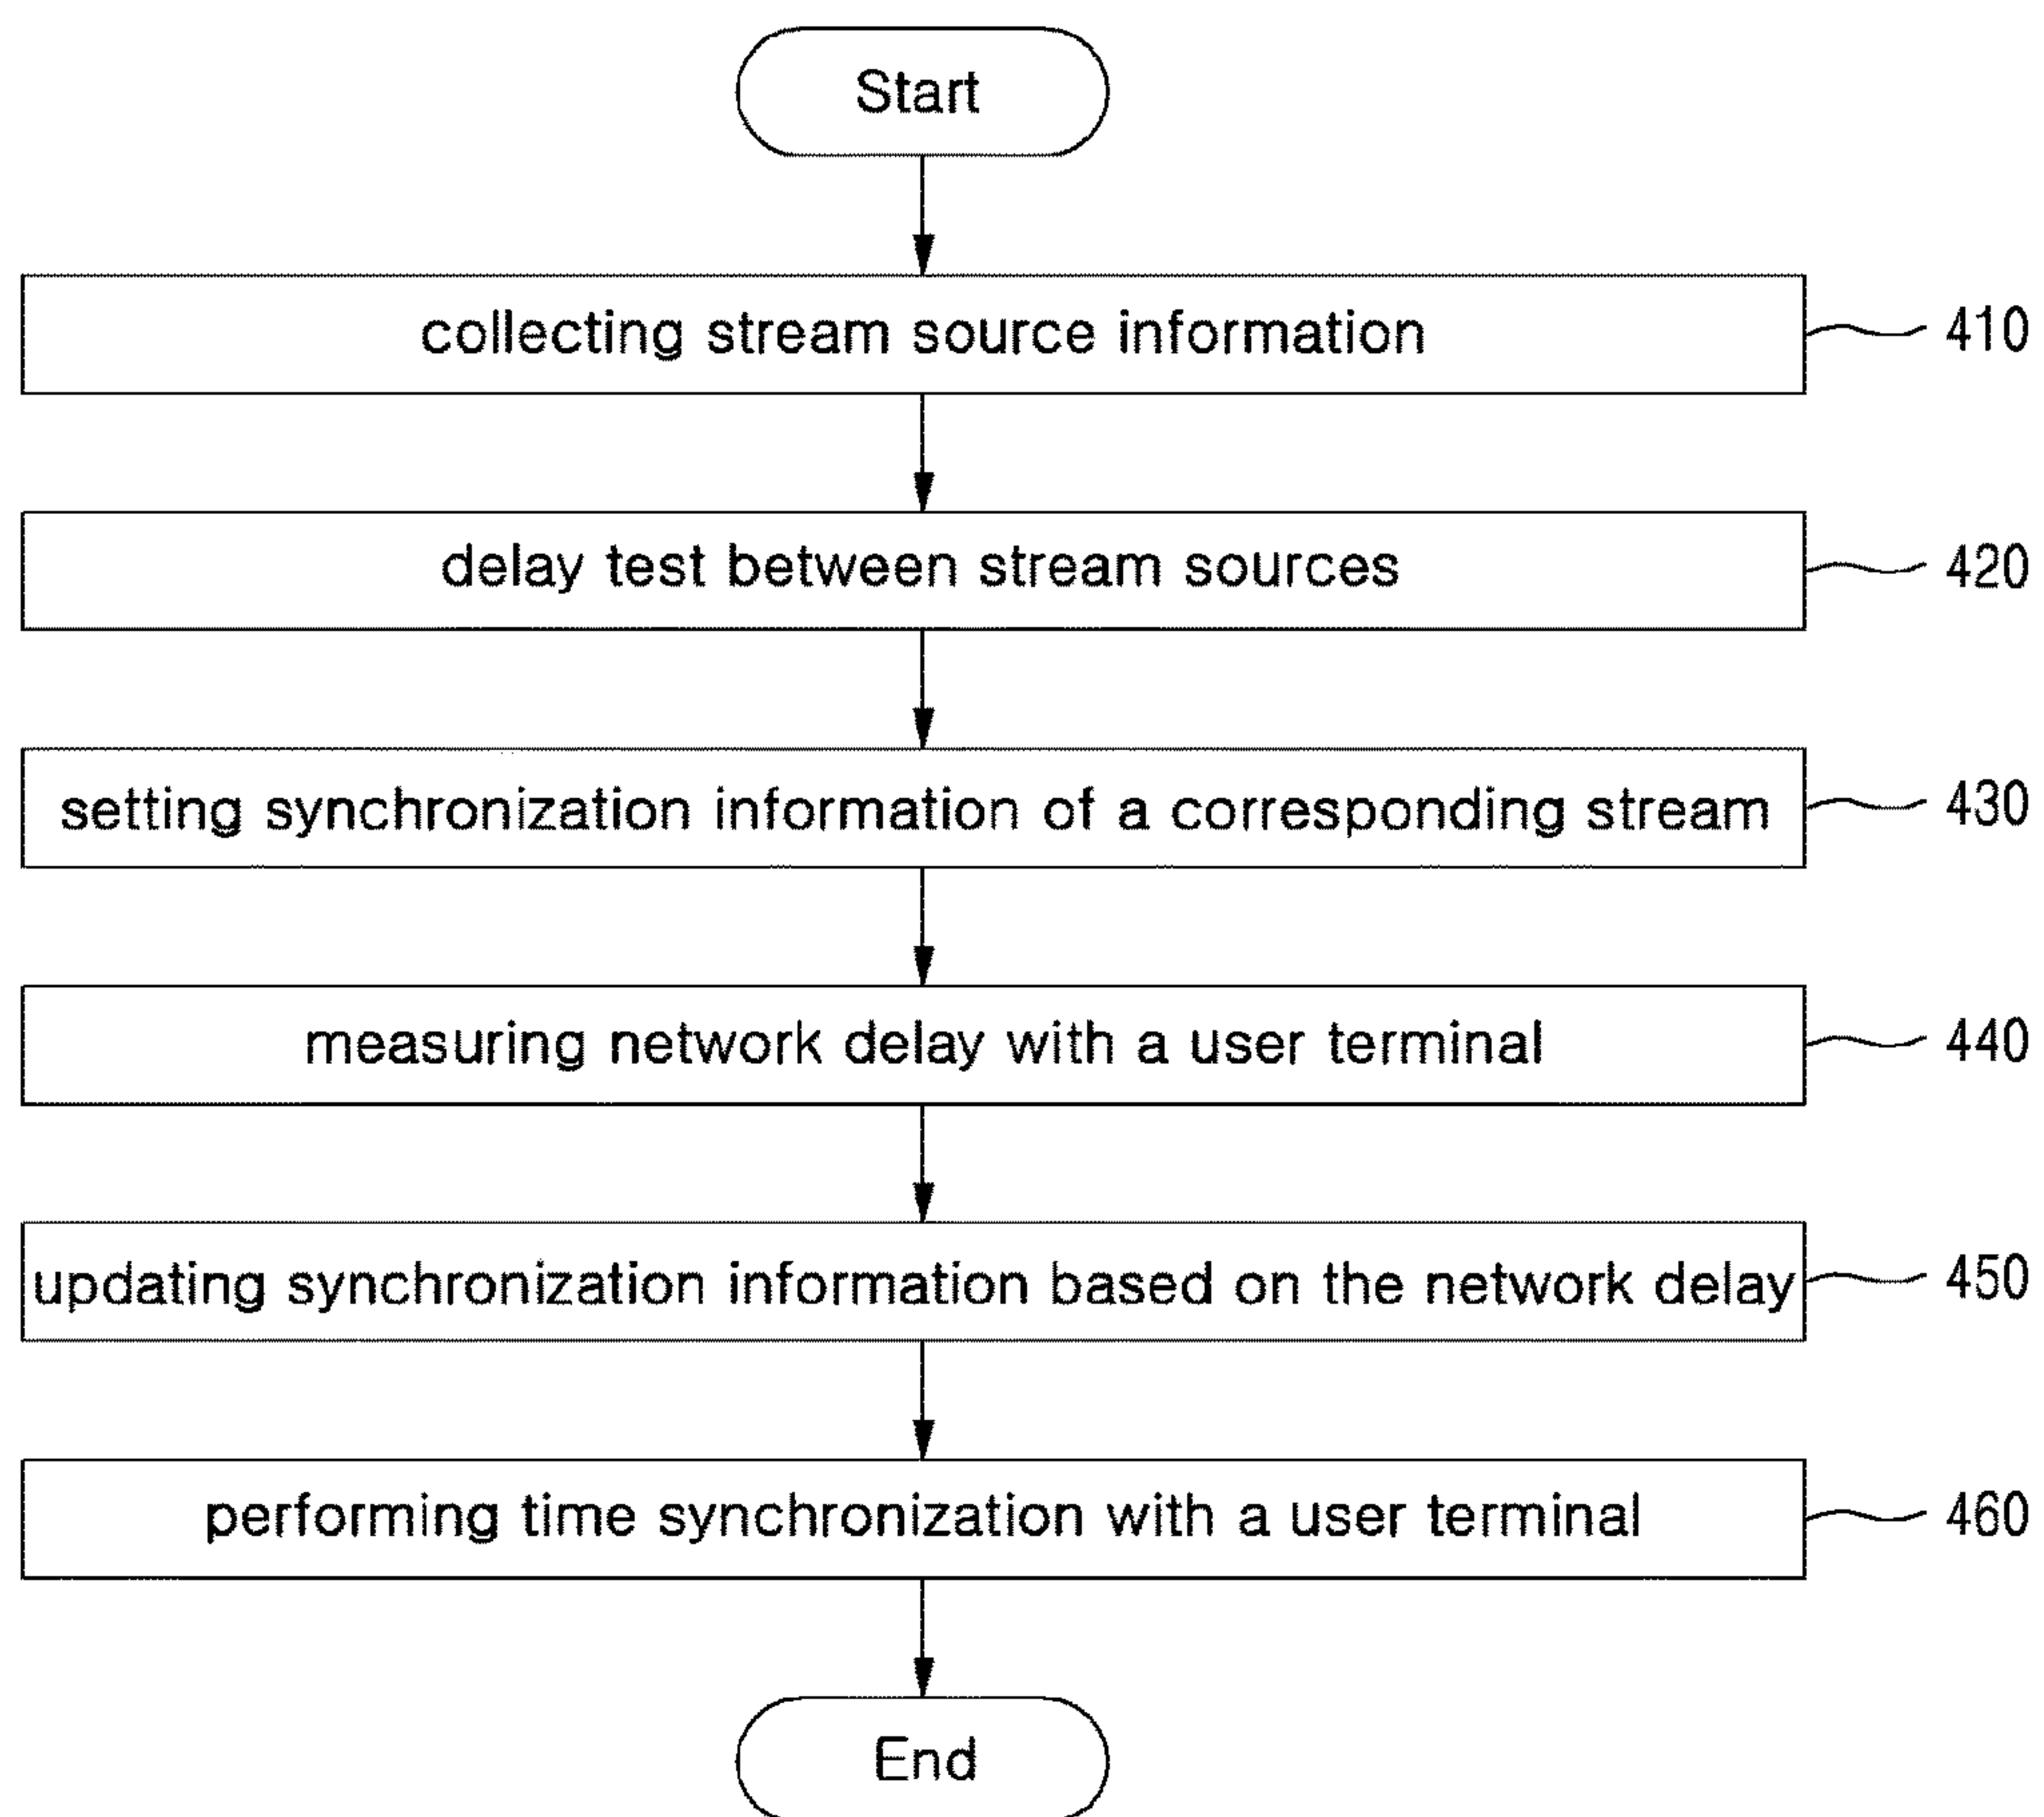 Start
collecting stream source information
410
delay test between stream sources
420
setting synchronization information of a corresponding stream
430
measuring network delay with a user terminal
440
updating synchronization information based on the network delay
450
performing time synchronization with a user terminal
460
End